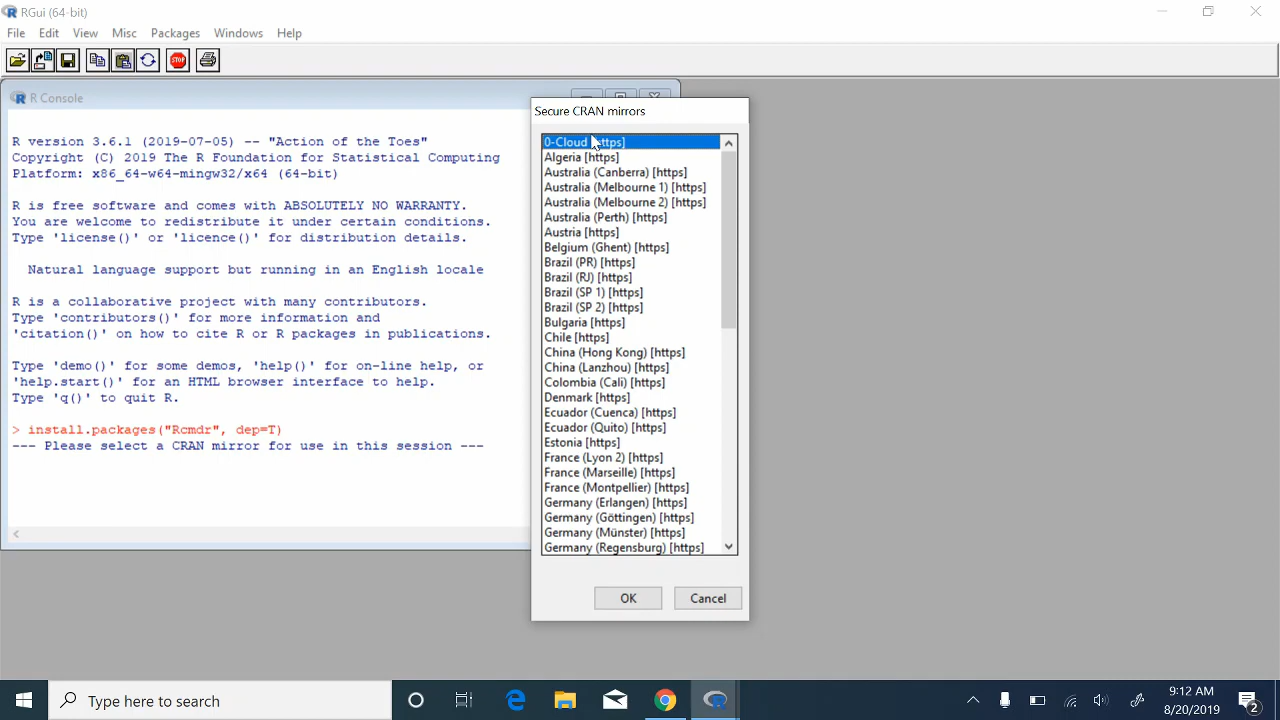 RGui (64-bit)
File Edit View Misc Packages Windows Help
STOP
R Console
R version 3.6.1 (2019-07-05) -- "Action of the Toes"
Copyright (C) 2019 The R Foundation for Statistical Computing
Platform: x86_64-w64-mingw32/x64 (64-bit)
R is free software and comes with ABSOLUTELY NO WARRANTY.
You are welcome to redistribute it under certain conditions.
Type 'license()' or 'licence()' for distribution details.
Natural language support but running in an English locale
R is a collaborative project with many contributors.
Type 'contributors()' for more information and
'citation()' on how to cite R or R packages in publications.
Type 'demo()' for some demos, 'help()' for on-line help, or
'help.start()' for an HTML browser interface to help.
Type 'q()' to quit R.
> install.packages("Rcmdr", dep=T)
--- Please select a CRAN mirror for use in this session ---
Secure CRAN mirrors
0-Cloud [https]
Algeria [https]
Australia (Canberra) [https]
Australia (Melbourne 1) [https]
Australia (Melbourne 2) [https]
Australia (Perth) [https]
Austria [https]
Belgium (Ghent) [https]
Brazil (PR) [https]
Brazil (RJ) [https]
Brazil (SP 1) [https]
Brazil (SP 2) [https]
Bulgaria [https]
Chile [https]
China (Hong Kong) [https]
China (Lanzhou) [https]
Colombia (Cali) [https]
Denmark [https]
Ecuador (Cuenca) [https]
Ecuador (Quito) [https]
Estonia [https]
France (Lyon 2) [https]
France (Marseille) [https]
France (Montpellier) [https]
Germany (Erlangen) [https]
Germany (Göttingen) [https]
Germany (Münster) [https]
Germany (Regensburg) [https]
OK Cancel
Type here to search
9:12 AM
8/20/2019
2